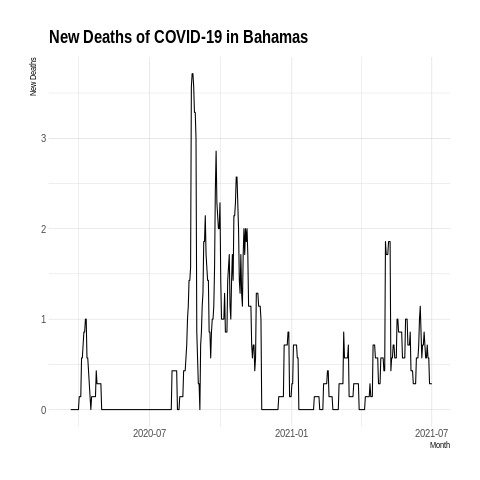 New Deaths of COVID-19 in Bahamas
New Deaths
3
2
1
0
2020-07
2021-01
2021-07
Month